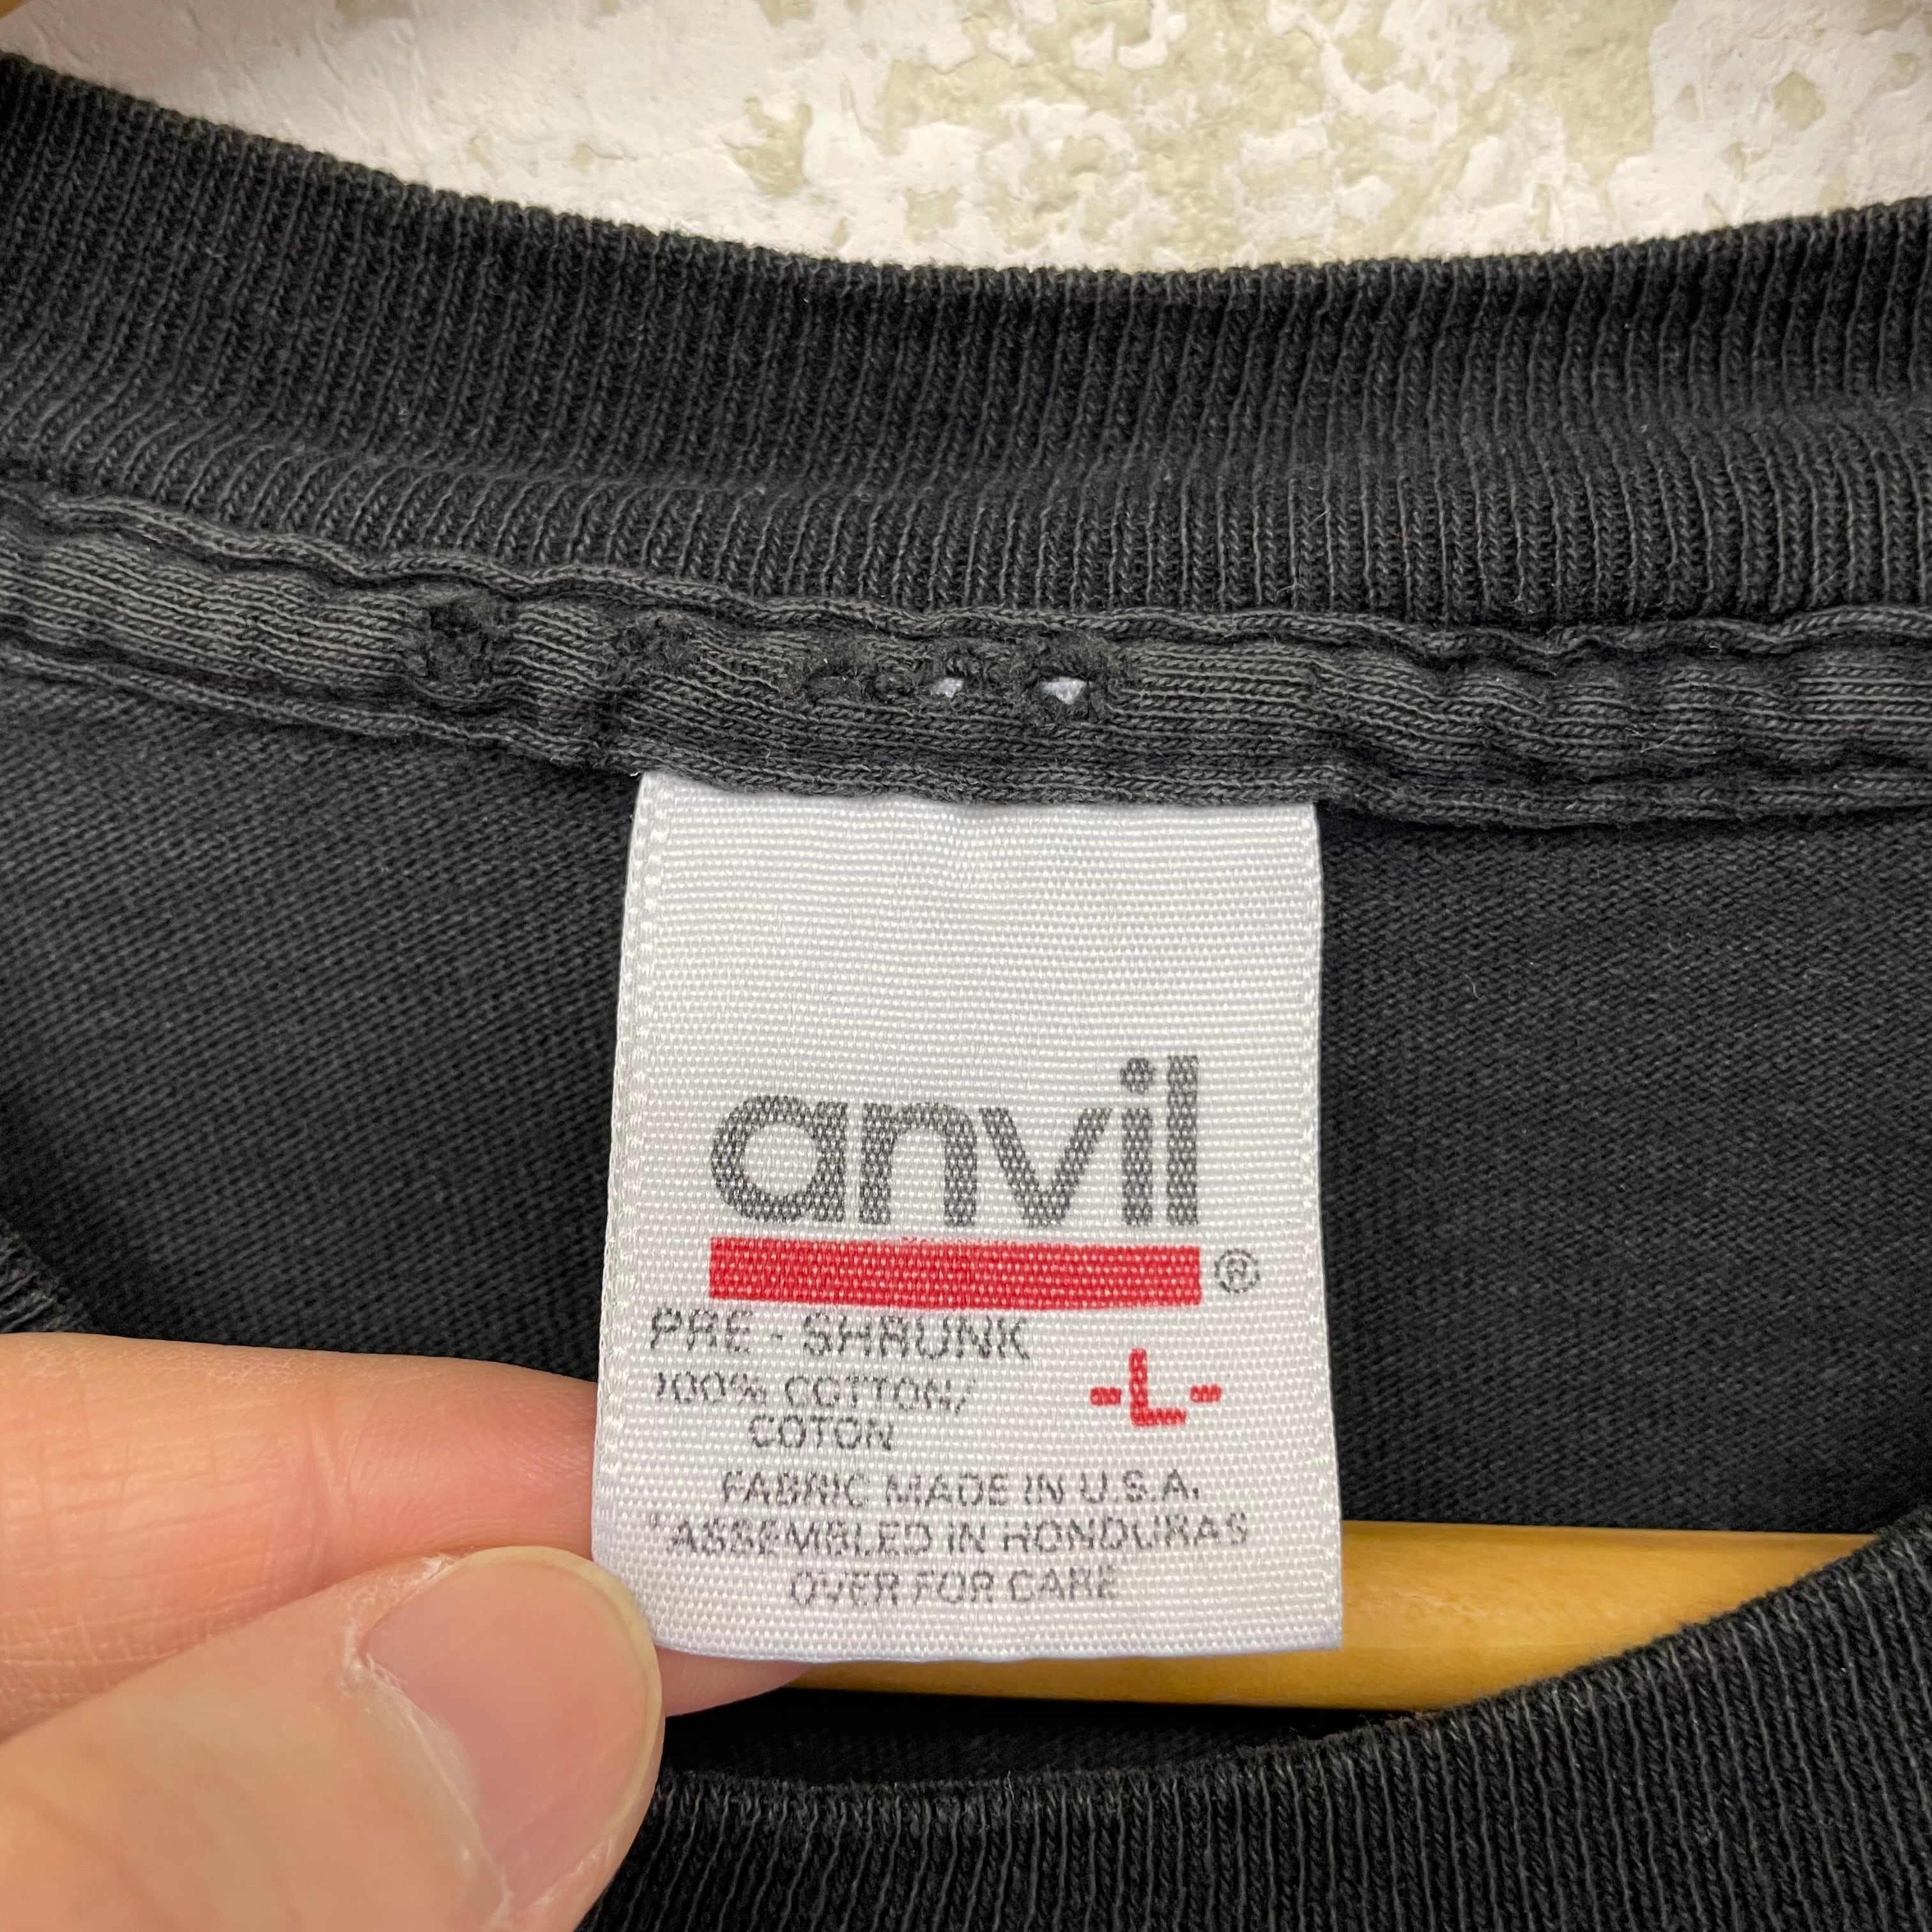 anvil
®
PRE - SHRUNK
100% COTTON/
COTON
-L-
FABRIC MADE IN U.S.A.
*ASSEMBLED IN HONDURAS
OVER FOR CARE